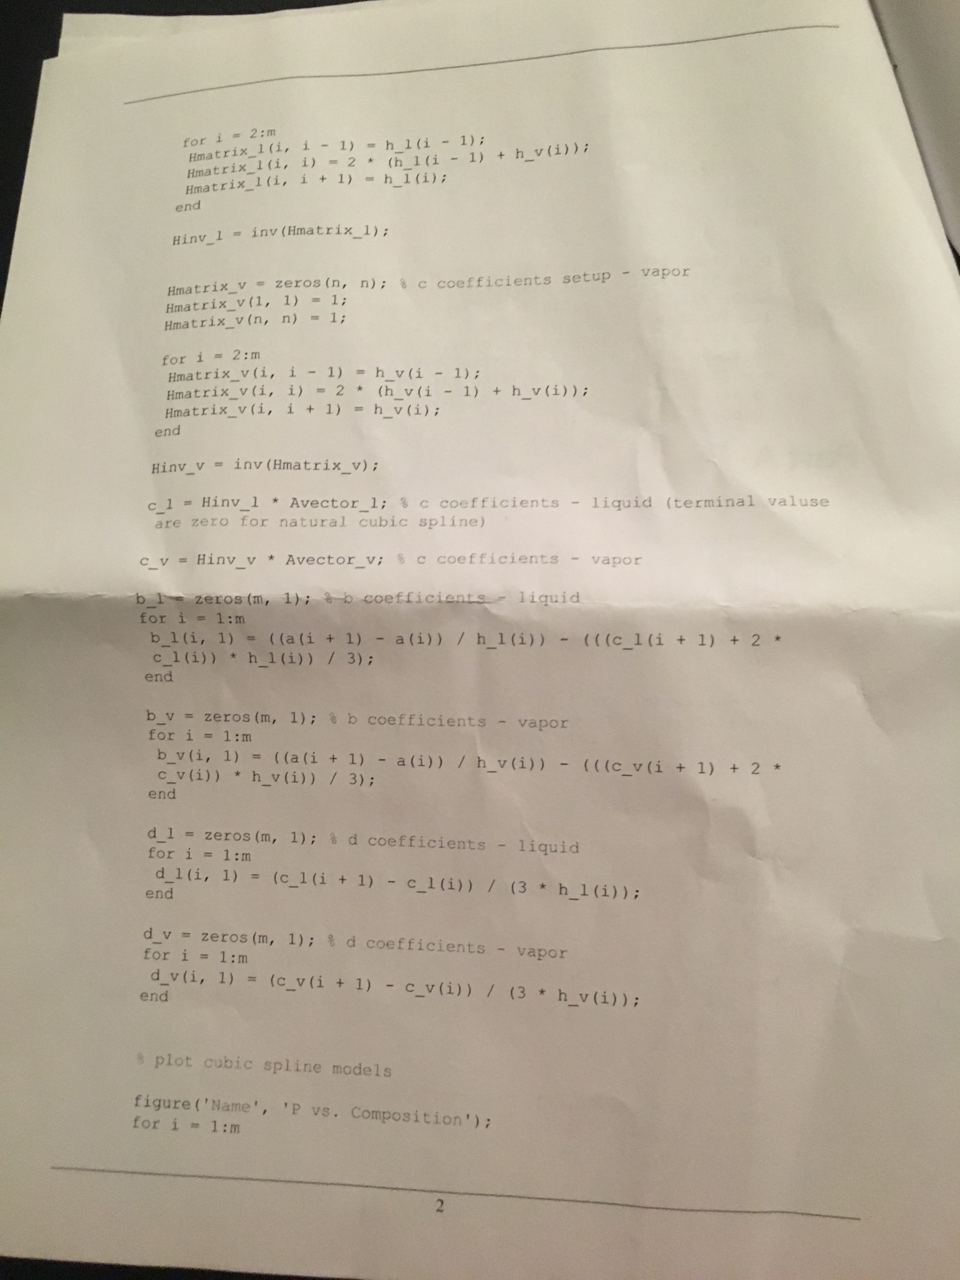 for i = 2:m
Hmatrix_l(i, i - 1) = h_l(i - 1);
Hmatrix_l(i, i) = 2 * (h_l(i - 1) + h_v(i));
Hmatrix_l(i, i + 1) = h_l(i);
end
Hinv_l = inv(Hmatrix_l);
Hmatrix_v = zeros(n, n); % c coefficients setup - vapor
Hmatrix_v(1, 1) = 1;
Hmatrix_v(n, n) = 1;
for i = 2:m
Hmatrix_v(i, i - 1) = h_v(i - 1);
Hmatrix_v(i, i) = 2 * (h_v(i - 1) + h_v(i));
Hmatrix_v(i, i + 1) = h_v(i);
end
Hinv_v = inv(Hmatrix_v);
c_l = Hinv_l * Avector_l; % c coefficients - liquid (terminal valuse
are zero for natural cubic spline)
c_v = Hinv_v * Avector_v; % c coefficients - vapor
b_l = zeros(m, 1); % b coefficients - liquid
for i = 1:m
b_l(i, 1) = ((a(i + 1) - a(i)) / h_l(i)) - (((c_l(i + 1) + 2 *
c_l(i)) * h_l(i)) / 3);
end
b_v = zeros(m, 1); % b coefficients - vapor
for i = 1:m
b_v(i, 1) = ((a(i + 1) - a(i)) / h_v(i)) - (((c_v(i + 1) + 2 *
c_v(i)) * h_v(i)) / 3);
end
d_l = zeros(m, 1); % d coefficients - liquid
for i = 1:m
d_l(i, 1) = (c_l(i + 1) - c_l(i)) / (3 * h_l(i));
end
d_v = zeros(m, 1); % d coefficients - vapor
for i = 1:m
d_v(i, 1) = (c_v(i + 1) - c_v(i)) / (3 * h_v(i));
end
% plot cubic spline models
figure('Name', 'P vs. Composition');
for i = 1:m
2